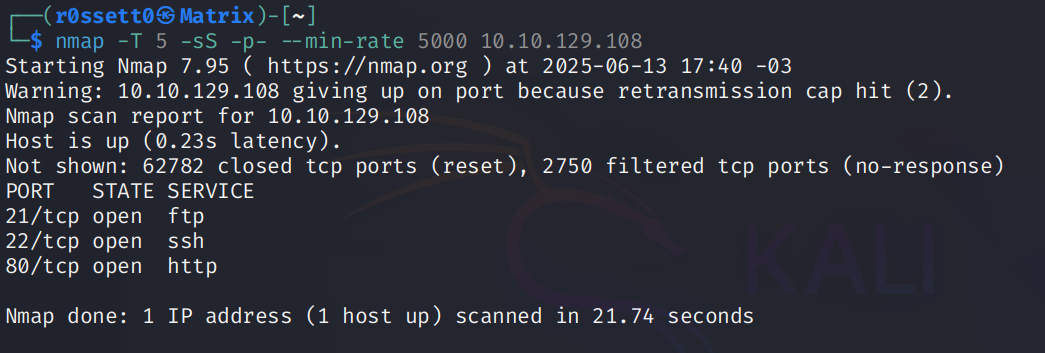 ┌──(r0ssett0㉿Matrix)-[~]
└─$ nmap -T 5 -sS -p- --min-rate 5000 10.10.129.108
Starting Nmap 7.95 ( https://nmap.org ) at 2025-06-13 17:40 -03
Warning: 10.10.129.108 giving up on port because retransmission cap hit (2).
Nmap scan report for 10.10.129.108
Host is up (0.23s latency).
Not shown: 62782 closed tcp ports (reset), 2750 filtered tcp ports (no-response)
PORT   STATE SERVICE
21/tcp open  ftp
22/tcp open  ssh
80/tcp open  http
KALI
Nmap done: 1 IP address (1 host up) scanned in 21.74 seconds